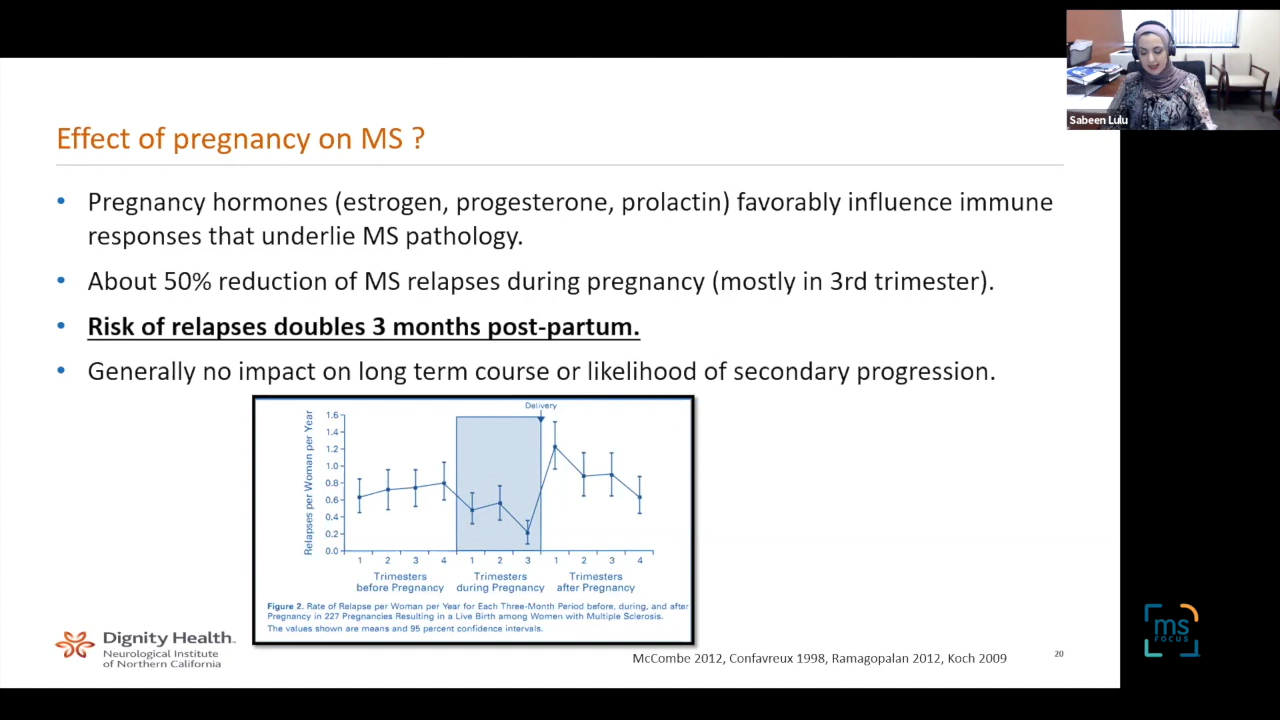 Sabeen Lulu
Effect of pregnancy on MS ?
• Pregnancy hormones (estrogen, progesterone, prolactin) favorably influence immune
responses that underlie MS pathology.
• About 50% reduction of MS relapses during pregnancy (mostly in 3rd trimester).
• Risk of relapses doubles 3 months post-partum.
• Generally no impact on long term course or likelihood of secondary progression.
Delivery
Relapses per Woman per Year
1.6
1.4
1.2
1.0
0.8
0.6
0.4
0.2
0.0
1 2 3 4 1 2 3 1 2 3 4
Trimesters Trimesters Trimesters
before Pregnancy during Pregnancy after Pregnancy
Figure 2. Rate of Relapse per Woman per Year for Each Three-Month Period before, during, and after
Pregnancy in 227 Pregnancies Resulting in a Live Birth among Women with Multiple Sclerosis.
The values shown are means and 95 percent confidence intervals.
Dignity Health.
Neurological Institute
of Northern California
McCombe 2012, Confavreux 1998, Ramagopalan 2012, Koch 2009
20
ms
FOCUS